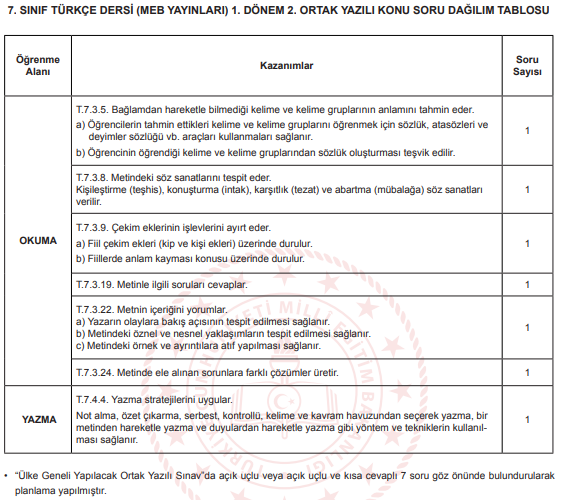 7. SINIF TÜRKÇE DERSİ (MEB YAYINLARI) 1. DÖNEM 2. ORTAK YAZILI KONU SORU DAĞILIM TABLOSU
Öğrenme Alanı
Kazanımlar
Soru Sayısı
OKUMA
T.7.3.5. Bağlamdan hareketle bilmediği kelime ve kelime gruplarının anlamını tahmin eder.
a) Öğrencilerin tahmin ettikleri kelime ve kelime gruplarını öğrenmek için sözlük, atasözleri ve
deyimler sözlüğü vb. araçları kullanmaları sağlanır.
b) Öğrencinin öğrendiği kelime ve kelime gruplarından sözlük oluşturması teşvik edilir.
1
T.7.3.8. Metindeki söz sanatlarını tespit eder.
Kişileştirme (teşhis), konuşturma (intak), karşıtlık (tezat) ve abartma (mübalağa) söz sanatları
verilir.
1
T.7.3.9. Çekim eklerinin işlevlerini ayırt eder.
a) Fiil çekim ekleri (kip ve kişi ekleri) üzerinde durulur.
b) Fiillerde anlam kayması konusu üzerinde durulur.
1
T.7.3.19. Metinle ilgili soruları cevaplar.
1
T.7.3.22. Metnin içeriğini yorumlar.
a) Yazarın olaylara bakış açısının tespit edilmesi sağlanır.
b) Metindeki öznel ve nesnel yaklaşımların tespit edilmesi sağlanır.
c) Metindeki örnek ve ayrıntılara atıf yapılması sağlanır.
1
T.7.3.24. Metinde ele alınan sorunlara farklı çözümler üretir.
1
YAZMA
T.7.4.4. Yazma stratejilerini uygular.
Not alma, özet çıkarma, serbest, kontrollü, kelime ve kavram havuzundan seçerek yazma, bir
metinden hareketle yazma ve duyulardan hareketle yazma gibi yöntem ve tekniklerin kullanıl-
ması sağlanır.
1
• "Ülke Geneli Yapılacak Ortak Yazılı Sınav"da açık uçlu veya açık uçlu ve kısa cevaplı 7 soru göz önünde bulundurularak
planlama yapılmıştır.